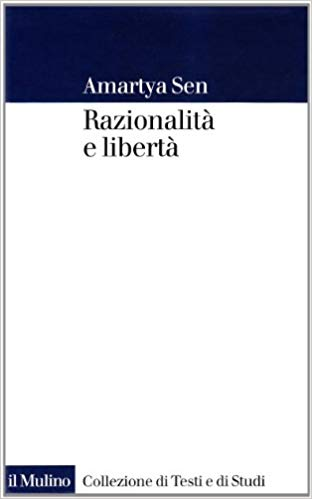 Amartya Sen
Razionalità
e libertà
il Mulino
Collezione di Testi e di Studi